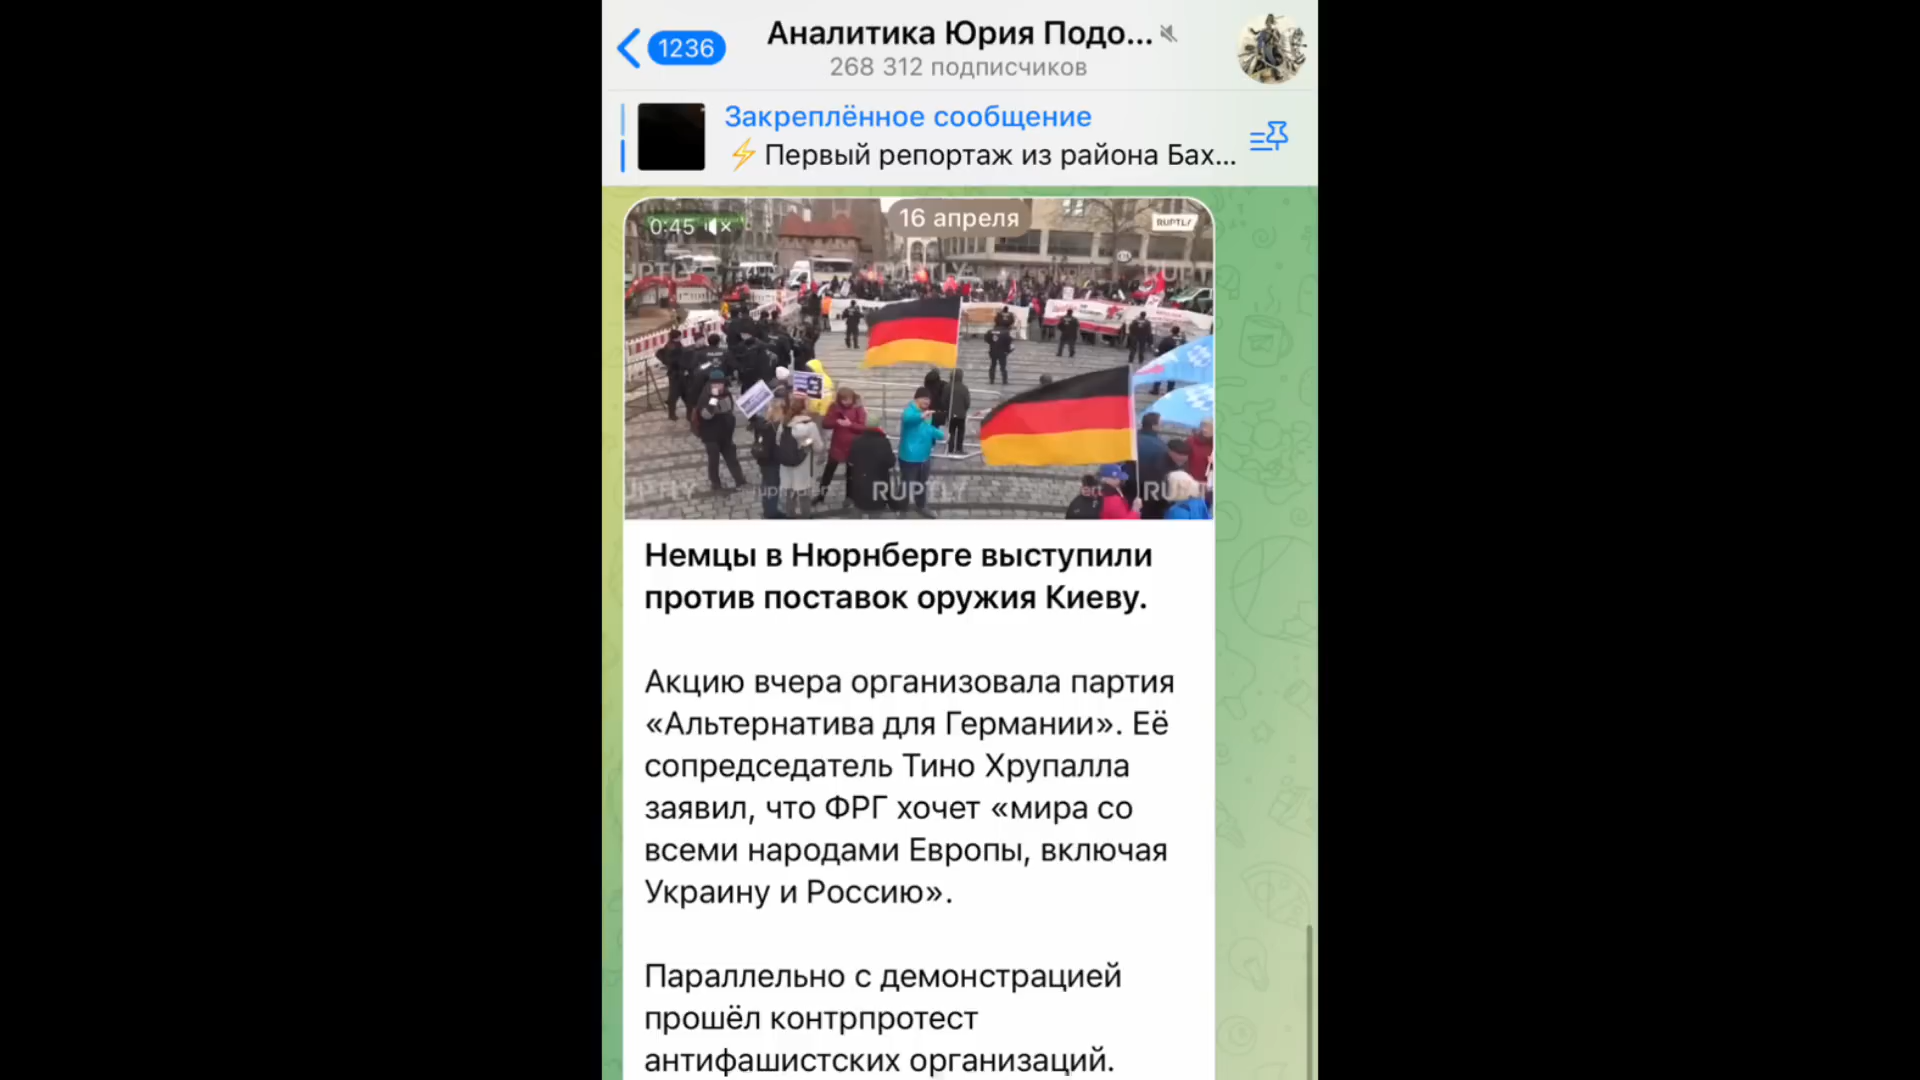 1236
Аналитика Юрия Подо...
268 312 подписчиков
Закреплённое сообщение
⚡Первый репортаж из района Бах...
0:45
16 апреля
RUPTLY
RUPTLY
Немцы в Нюрнберге выступили
против поставок оружия Киеву.
Акцию вчера организовала партия
«Альтернатива для Германии». Её
сопредседатель Тино Хрупалла
заявил, что ФРГ хочет «мира со
всеми народами Европы, включая
Украину и Россию».
Параллельно с демонстрацией
прошёл контрпротест
антифашистских организаций.